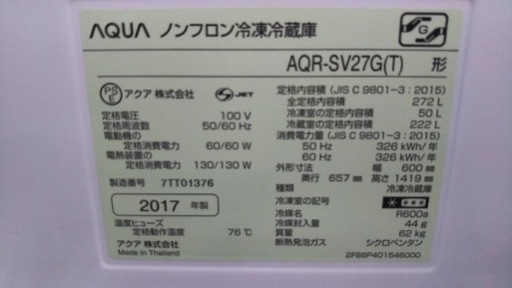 AQUA ノンフロン冷凍冷蔵庫
G
AQR-SV27G(T) 形
PS E アクア 株式会社 JET
定格電圧 100 V
定格周波数 50/60 Hz
電動機の
定格消費電力 60/60 W
電熱装置の
定格消費電力 130/130 W
製造番号 7TT01376
2017 年製
温度ヒューズ
定格動作温度 76℃
アクア 株式会社
Made in Thailand
定格内容積 (JIS C 9801-3 : 2015)
全定格内容積 272 L
冷凍室の定格内容積 50 L
冷蔵室の定格内容積 222 L
消費電力量 (JIS C 9801-3 : 2015)
50 Hz 326 kWh/年
60 Hz 326 kWh/年
外形寸法 幅 600 mm
奥行 657 mm 高さ 1419 mm
種類 冷凍冷蔵庫
冷凍室の記号
冷媒名 R600a
冷媒封入量 44 g
質量 62 kg
断熱発泡ガス シクロペンタン
2FB6P401546000